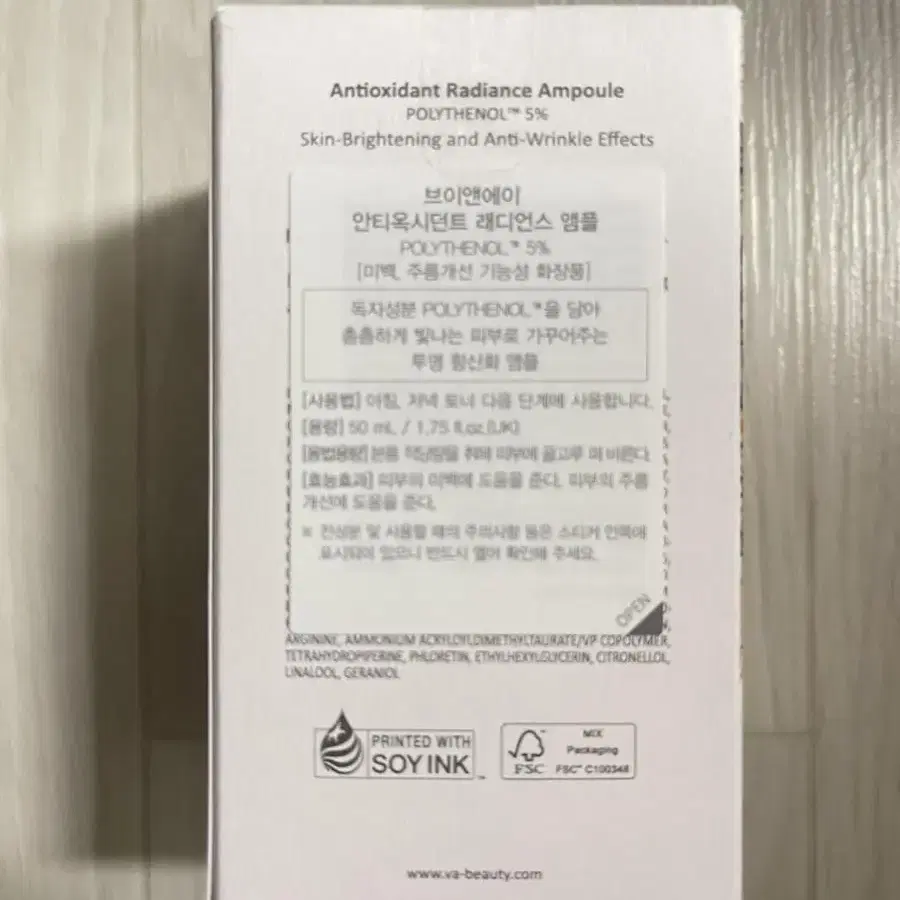 Antioxidant Radiance Ampoule
POLYTHENOL™ 5%
Skin-Brightening and Anti-Wrinkle Effects
브이앤에이
안티옥시던트 래디언스 앰플
POLYTHENOL™ 5%
[미백, 주름개선 기능성 화장품]
독자성분 POLYTHENOL™을 담아
촘촘하게 빛나는 피부로 가꾸어주는
투명 항산화 앰플
[사용법] 아침, 저녁 토너 다음 단계에 사용합니다.
[용량] 50 mL / 1.75 fl.oz.(UK)
[용법용량] 본품 적당량을 취해 피부에 골고루 펴 바른다.
[효능효과] 피부의 미백에 도움을 준다. 피부의 주름
개선에 도움을 준다.
※ 전성분 및 사용할 때의 주의사항 등은 스티커 안쪽에
표시되어 있으니 반드시 열어 확인해 주세요.
OPEN
ARGININE, AMMONIUM ACRYLOYLDIMETHYLTAURATE/VP COPOLYMER,
TETRAHYDROPIPERINE, PHLORETIN, ETHYLHEXYLGLYCERIN, CITRONELLOL,
LINALOOL, GERANIOL
PRINTED WITH
SOY INK™
FSC
MIX
Packaging
FSC™ C100348
www.va-beauty.com